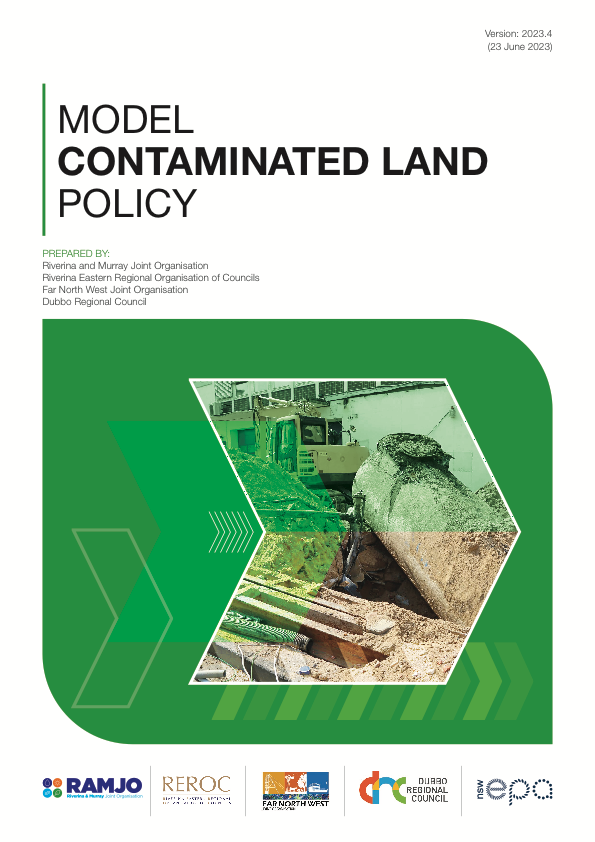 Version: 2023.4
(23 June 2023)
MODEL
CONTAMINATED LAND
POLICY
PREPARED BY:
Riverina and Murray Joint Organisation
Riverina Eastern Regional Organisation of Councils
Far North West Joint Organisation
Dubbo Regional Council
RAMJO
Riverina & Murray Joint Organisation
REROC
FAR NORTH WEST
drc
DUBBO
REGIONAL
COUNCIL
nsw
epa